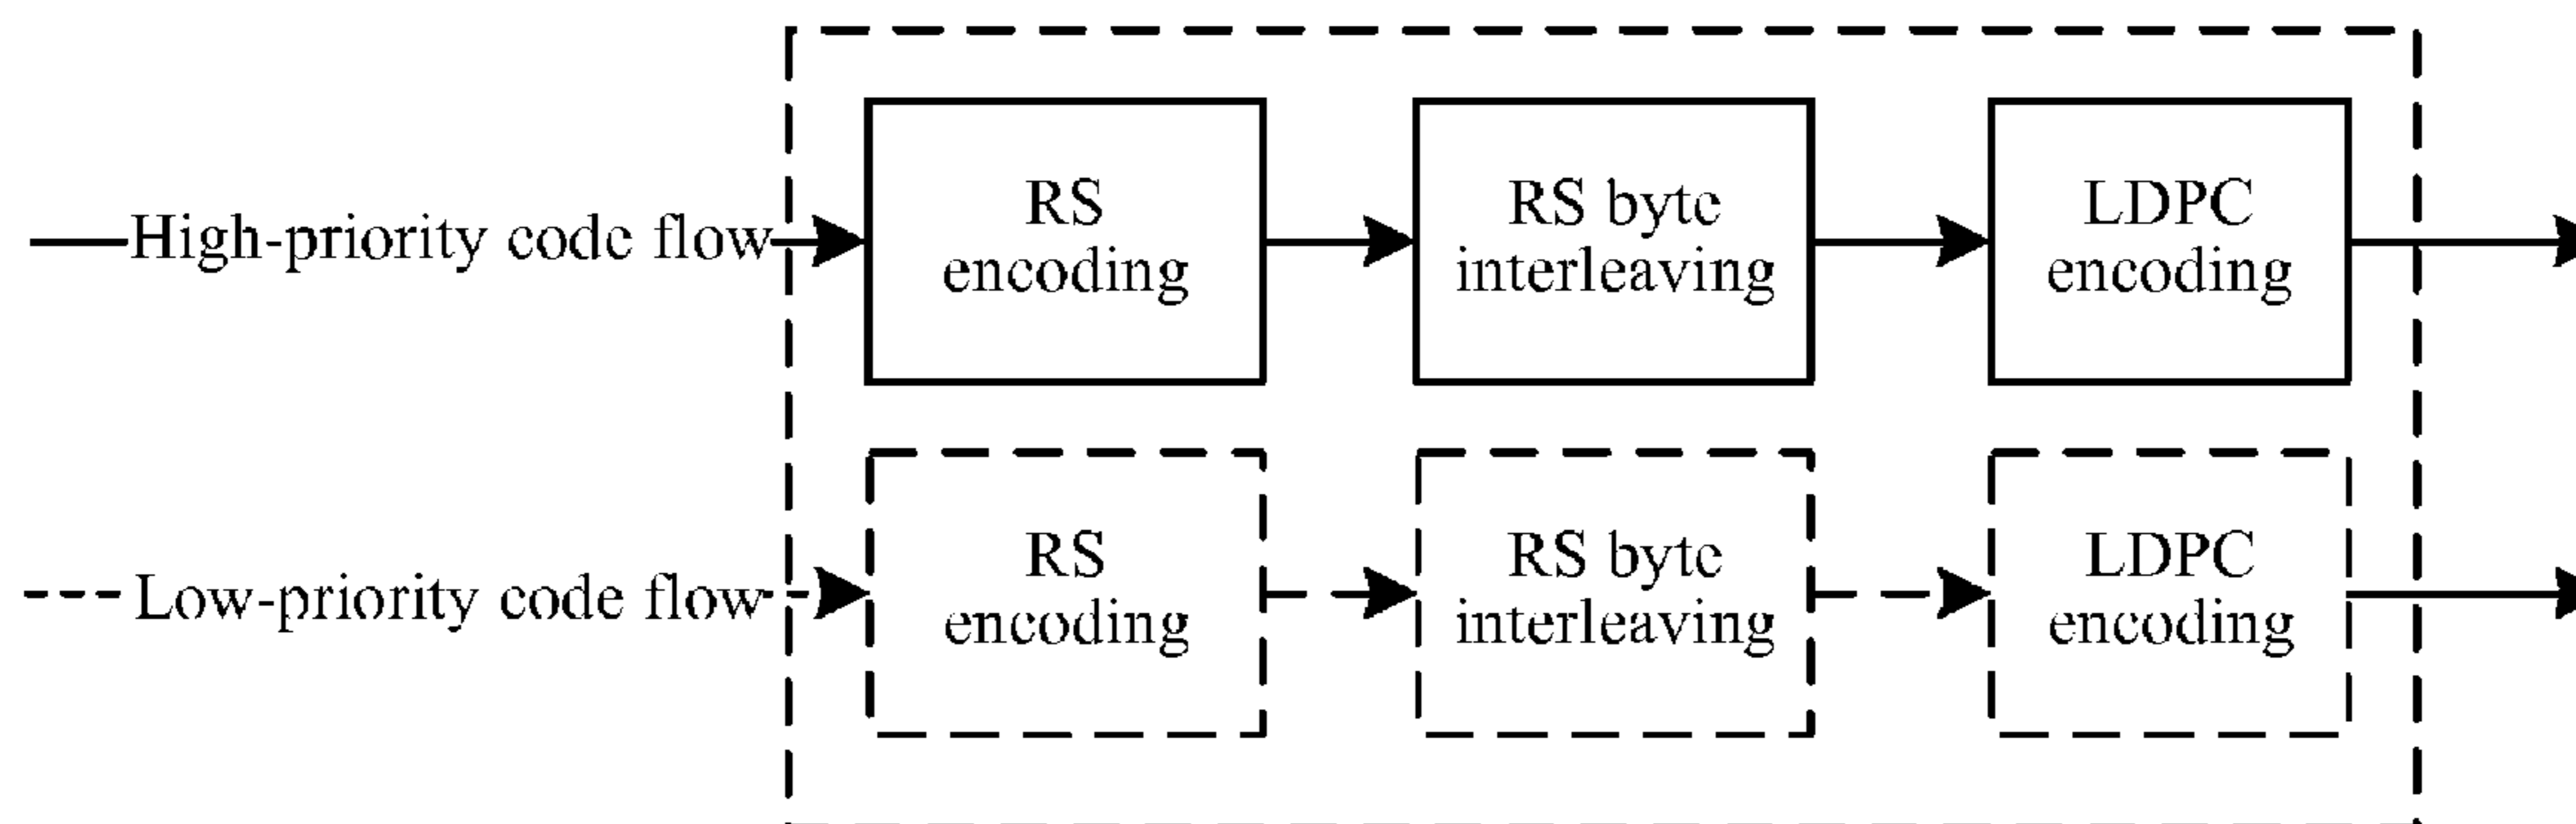 High-priority code flow
RS
encoding
RS byte
interleaving
LDPC
encoding
Low-priority code flow
RS
encoding
RS byte
interleaving
LDPC
encoding